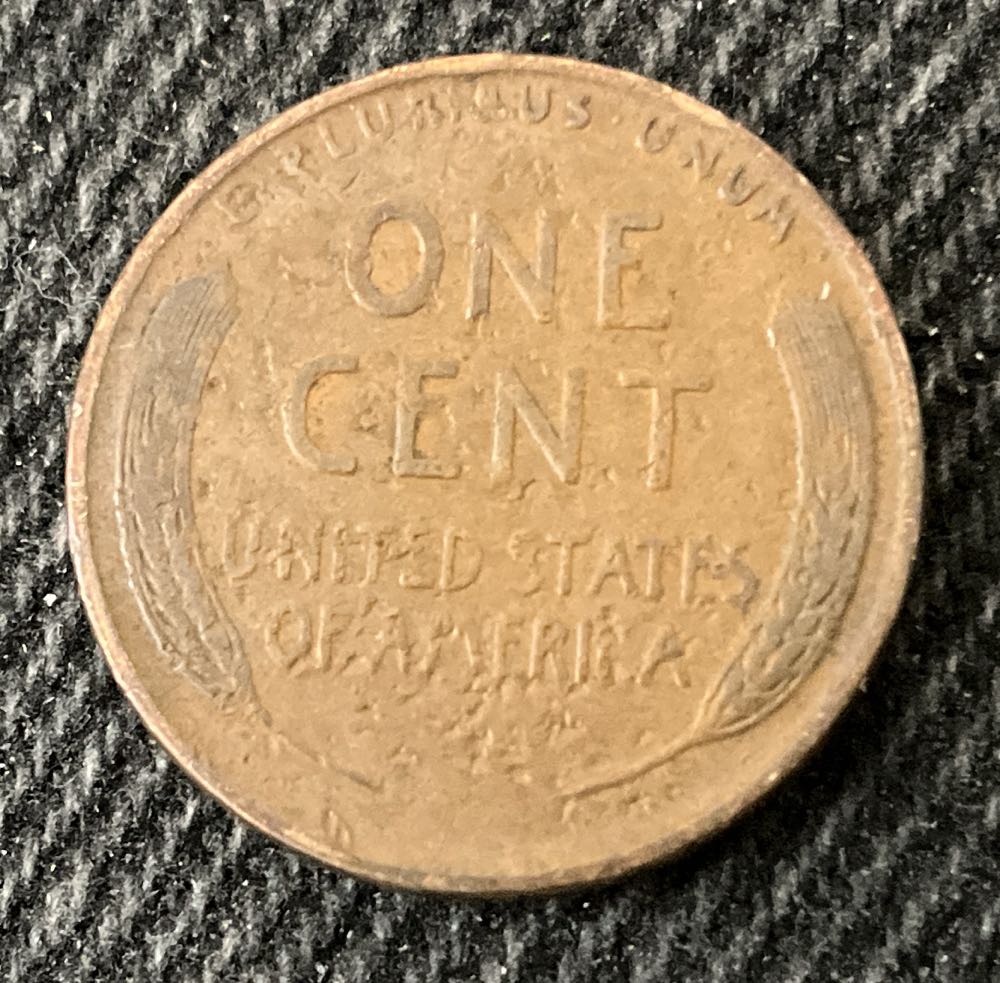 E PLURIBUS · UNUM
ONE
CENT
UNITED STATES
OF AMERICA